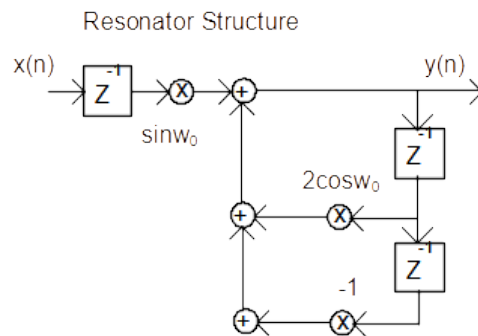 Resonator Structure
x(n)
y(n)
Z⁻¹
X
+
sinw₀
Z⁻¹
2cosw₀
+
X
Z⁻¹
-1
+
X